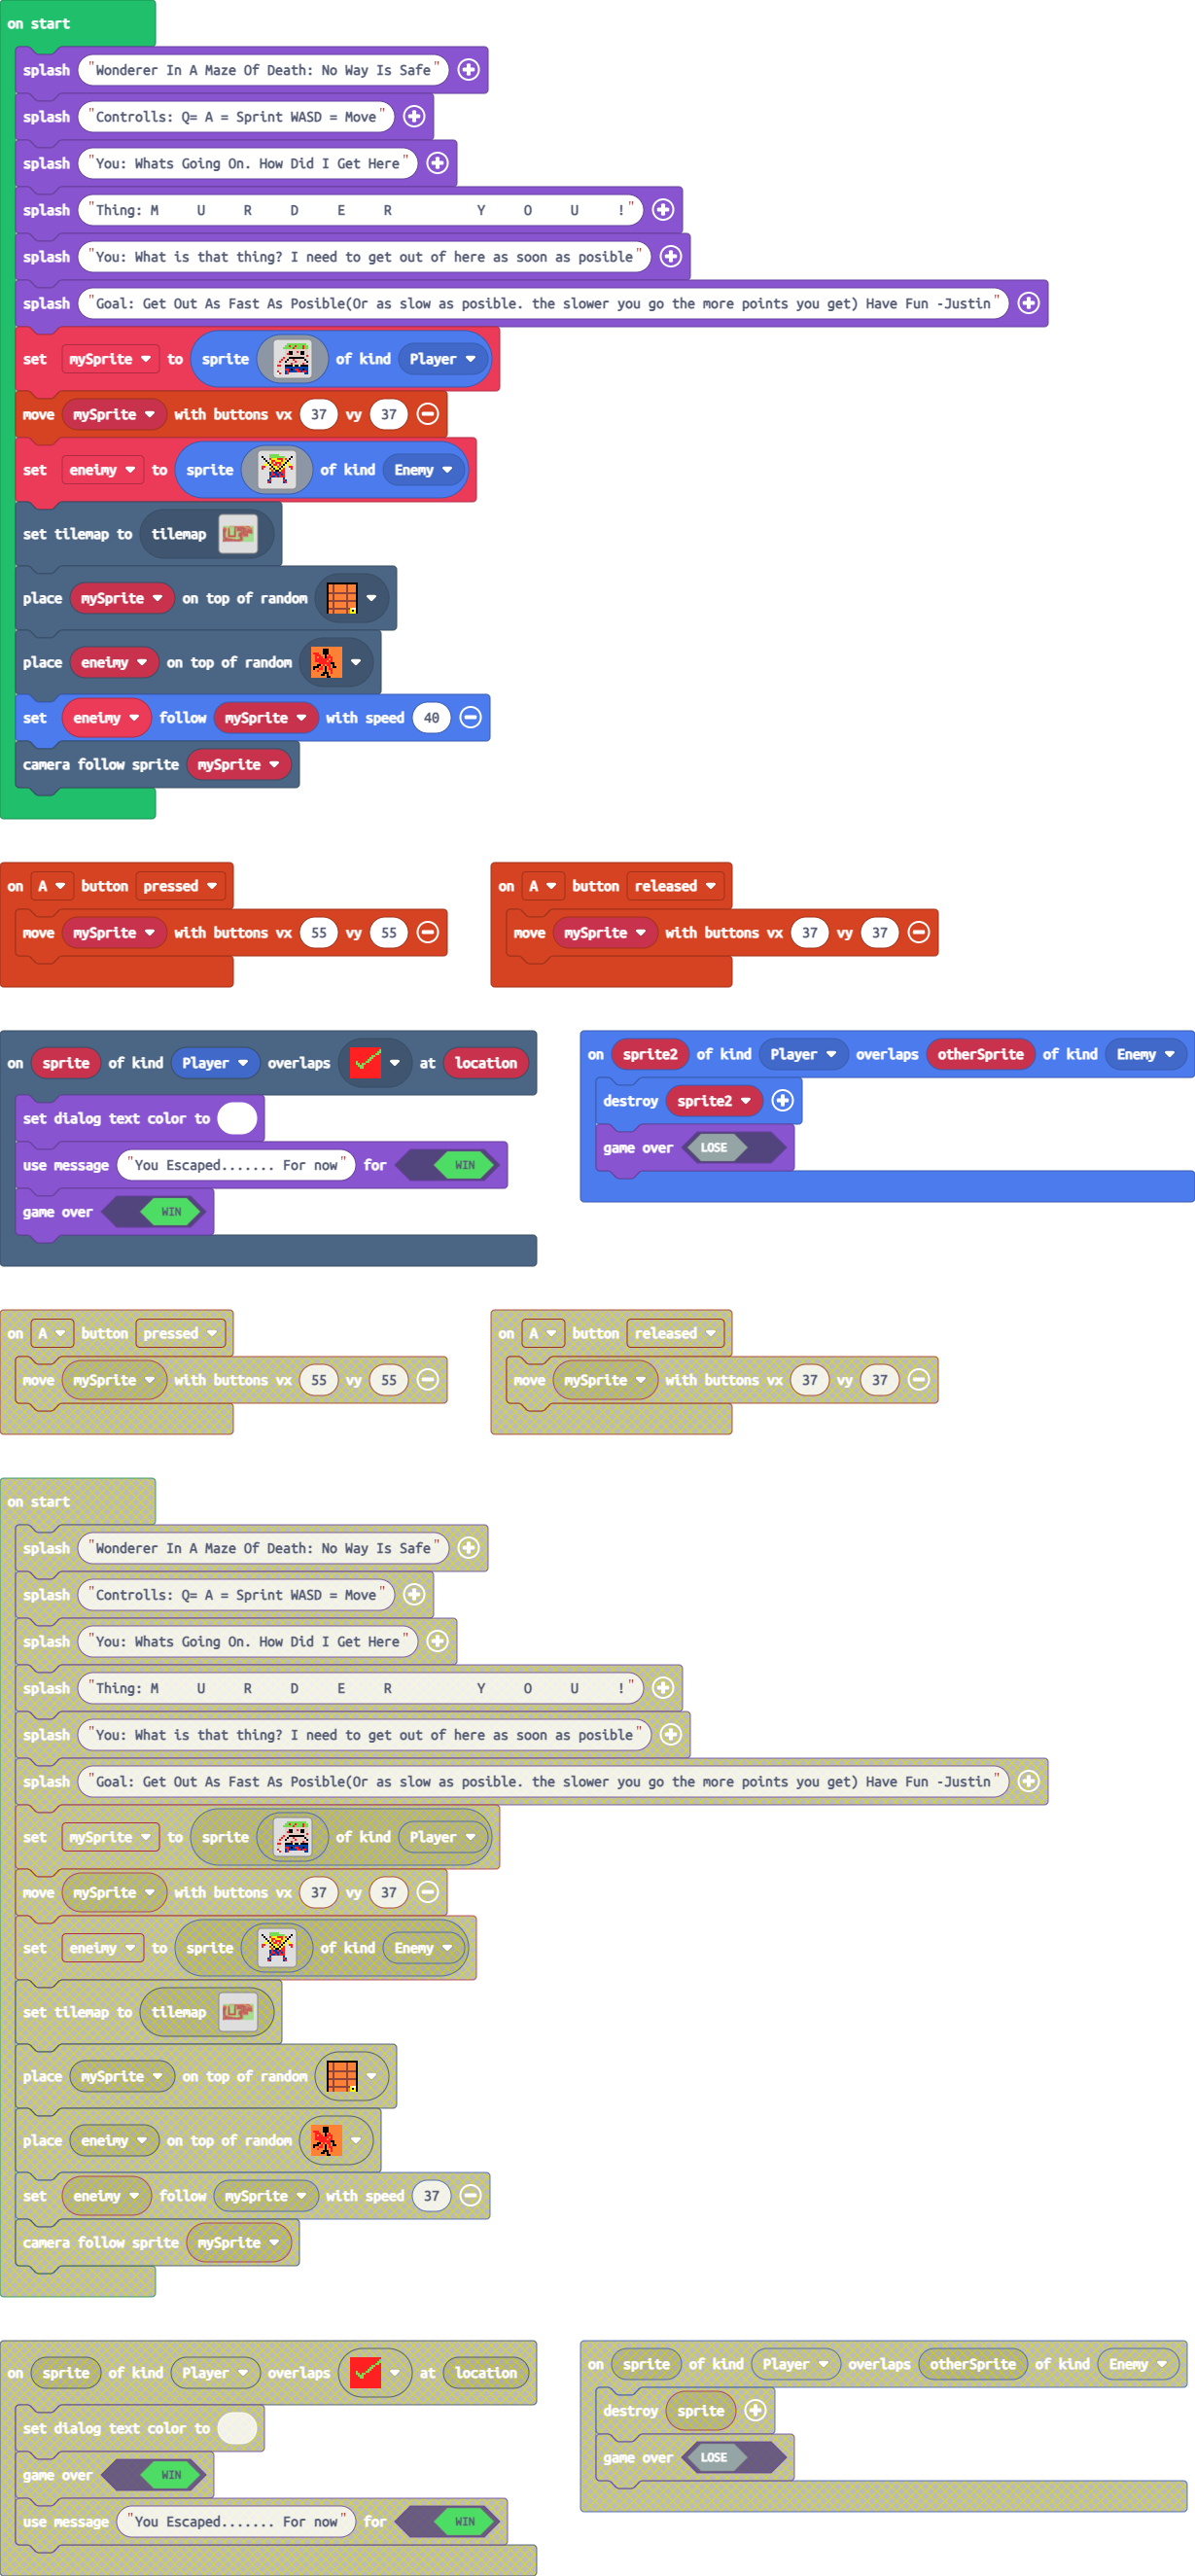 on start
splash "Wonderer In A Maze Of Death: No Way Is Safe"
splash "Controlls: Q= A = Sprint WASD = Move"
splash "You: Whats Going On. How Did I Get Here"
splash "Thing: M     U     R     D     E     R           Y     O     U     !"
splash "You: What is that thing? I need to get out of here as soon as posible"
splash "Goal: Get Out As Fast As Posible(Or as slow as posible. the slower you go the more points you get) Have Fun -Justin"
set mySprite to sprite of kind Player
move mySprite with buttons vx 37 vy 37
set eneimy to sprite of kind Enemy
set tilemap to tilemap
place mySprite on top of random
place eneimy on top of random
set eneimy follow mySprite with speed 40
camera follow sprite mySprite
on A button pressed
move mySprite with buttons vx 55 vy 55
on A button released
move mySprite with buttons vx 37 vy 37
on sprite of kind Player overlaps at location
set dialog text color to
use message "You Escaped....... For now" for WIN
game over WIN
on sprite2 of kind Player overlaps otherSprite of kind Enemy
destroy sprite2
game over LOSE
on A button pressed
move mySprite with buttons vx 55 vy 55
on A button released
move mySprite with buttons vx 37 vy 37
on start
splash "Wonderer In A Maze Of Death: No Way Is Safe"
splash "Controlls: Q= A = Sprint WASD = Move"
splash "You: Whats Going On. How Did I Get Here"
splash "Thing: M     U     R     D     E     R           Y     O     U     !"
splash "You: What is that thing? I need to get out of here as soon as posible"
splash "Goal: Get Out As Fast As Posible(Or as slow as posible. the slower you go the more points you get) Have Fun -Justin"
set mySprite to sprite of kind Player
move mySprite with buttons vx 37 vy 37
set eneimy to sprite of kind Enemy
set tilemap to tilemap
place mySprite on top of random
place eneimy on top of random
set eneimy follow mySprite with speed 37
camera follow sprite mySprite
on sprite of kind Player overlaps at location
set dialog text color to
game over WIN
use message "You Escaped....... For now" for WIN
on sprite of kind Player overlaps otherSprite of kind Enemy
destroy sprite
game over LOSE